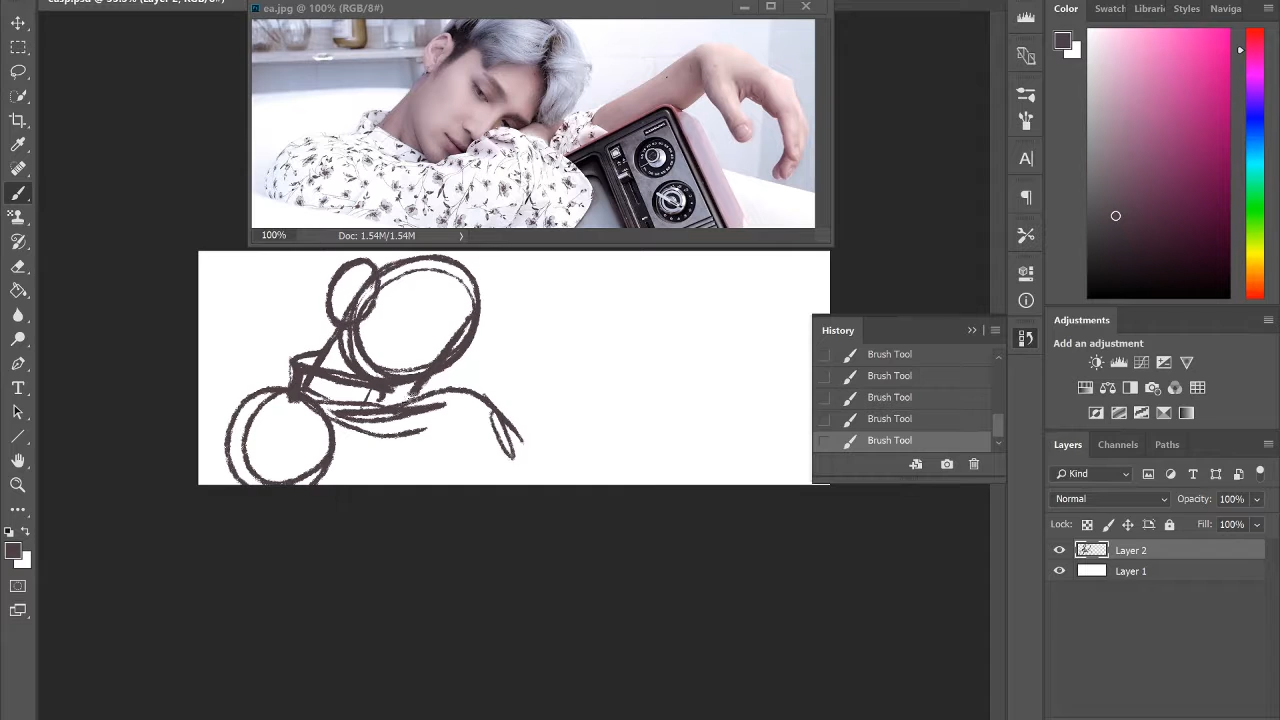 ea.jpg @ 100% (RGB/8#)
100%
Doc: 1.54M/1.54M
History
Brush Tool
Brush Tool
Brush Tool
Brush Tool
Brush Tool
Color
Swatch
Librari
Styles
Naviga
Adjustments
Add an adjustment
Layers
Channels
Paths
Kind
Normal
Opacity: 100%
Lock:
Fill: 100%
Layer 2
Layer 1